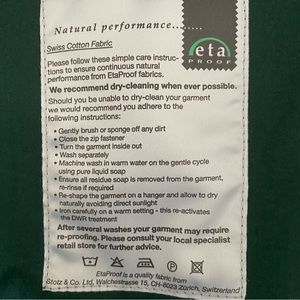 Natural performance.......
Swiss Cotton Fabric
eta
PROOF
Please follow these simple care instruc-
tions to ensure continuous natural
performance from EtaProof fabrics.
We recommend dry-cleaning when ever possible.
Should you be unable to dry-clean your garment
we would recommend you adhere to the
following instructions:
• Gently brush or sponge off any dirt
• Close the zip fastener
• Turn the garment inside out
• Wash separately
• Machine wash in warm water on the gentle cycle
using pure liquid soap
• Ensure all residue soap is removed from the garment,
re-rinse if required
• Re-shape the garment on a hanger and allow to dry
naturally avoiding direct sunlight
• Iron carefully on a warm setting - this re-activates
the DWR treatment
After several washes your garment may require
re-proofing. Please consult your local specialist
retail store for further advice.
EtaProof is a quality fabric from
Stotz & Co. Ltd, Walchestrasse 15, CH-8023 Zürich, Switzerland